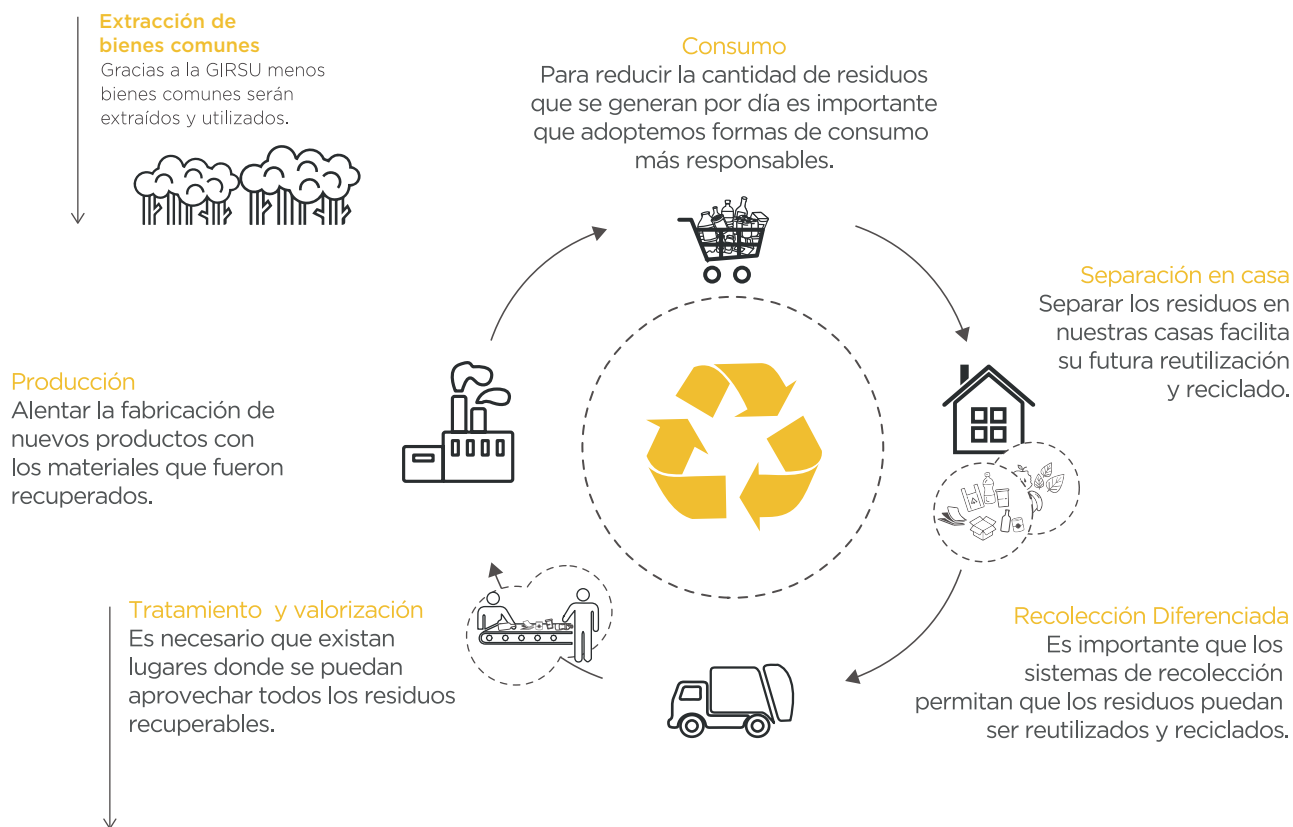 Extracción de
bienes comunes
Gracias a la GIRSU menos
bienes comunes serán
extraídos y utilizados.
Consumo
Para reducir la cantidad de residuos
que se generan por día es importante
que adoptemos formas de consumo
más responsables.
Separación en casa
Separar los residuos en
nuestras casas facilita
su futura reutilización
y reciclado.
Producción
Alentar la fabricación de
nuevos productos con
los materiales que fueron
recuperados.
Tratamiento y valorización
Es necesario que existan
lugares donde se puedan
aprovechar todos los residuos
recuperables.
Recolección Diferenciada
Es importante que los
sistemas de recolección
permitan que los residuos puedan
ser reutilizados y reciclados.